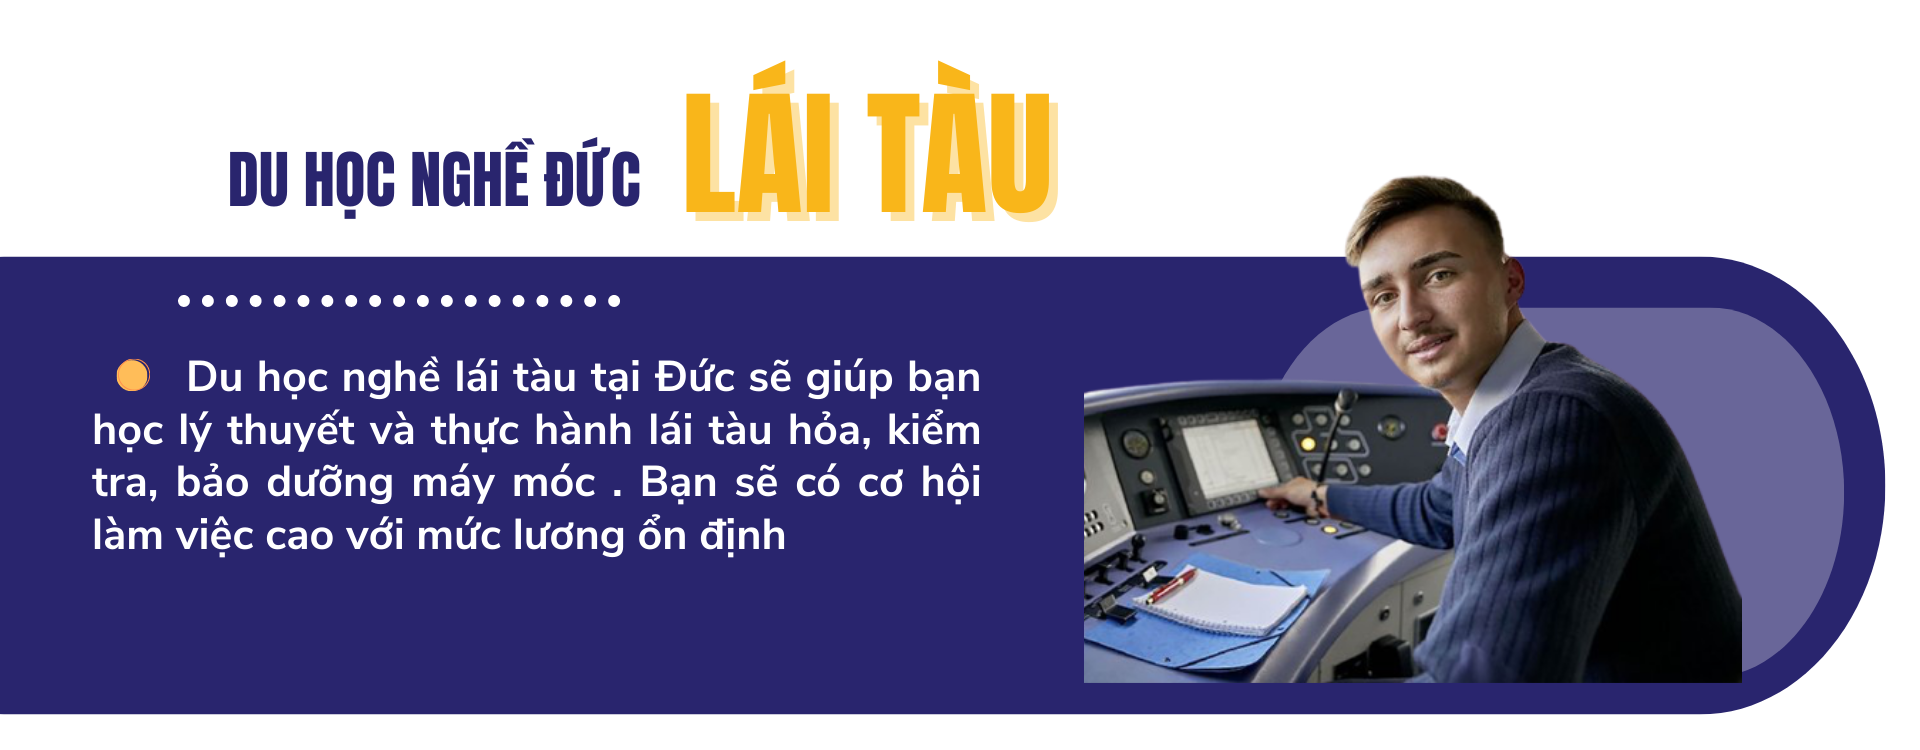 DU HỌC NGHỀ ĐỨC LÁI TÀU
Du học nghề lái tàu tại Đức sẽ giúp bạn
học lý thuyết và thực hành lái tàu hỏa, kiểm
tra, bảo dưỡng máy móc . Bạn sẽ có cơ hội
làm việc cao với mức lương ổn định